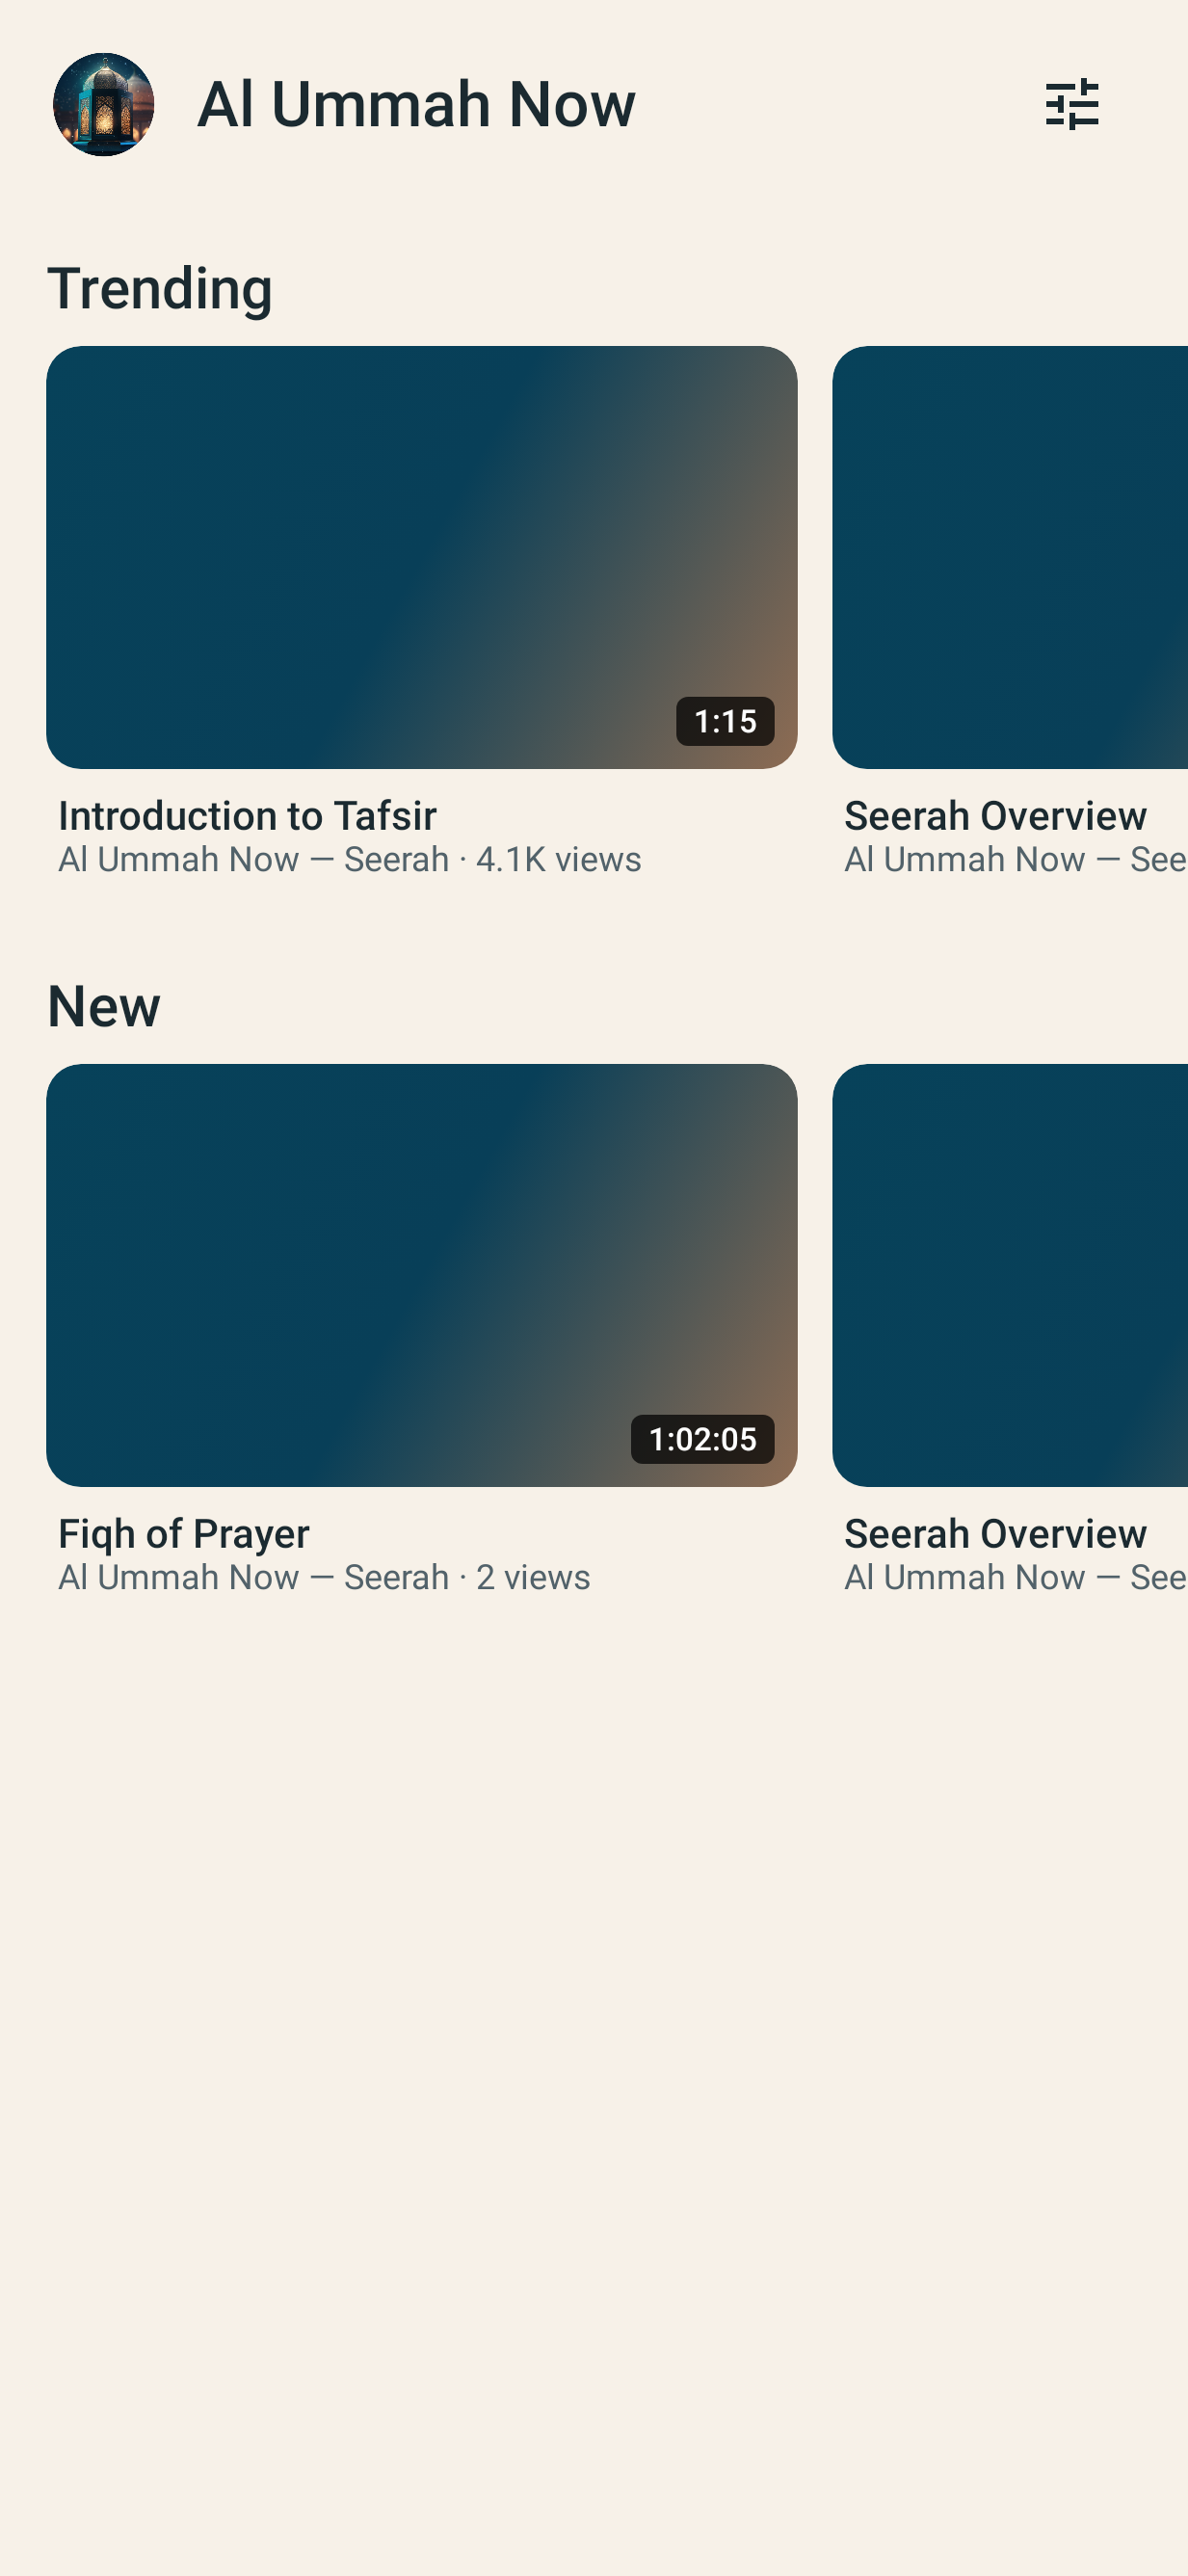 Al Ummah Now
Trending
1:15
Introduction to Tafsir
Al Ummah Now — Seerah · 4.1K views
Seerah Overview
Al Ummah Now — See
New
1:02:05
Fiqh of Prayer
Al Ummah Now — Seerah · 2 views
Seerah Overview
Al Ummah Now — See